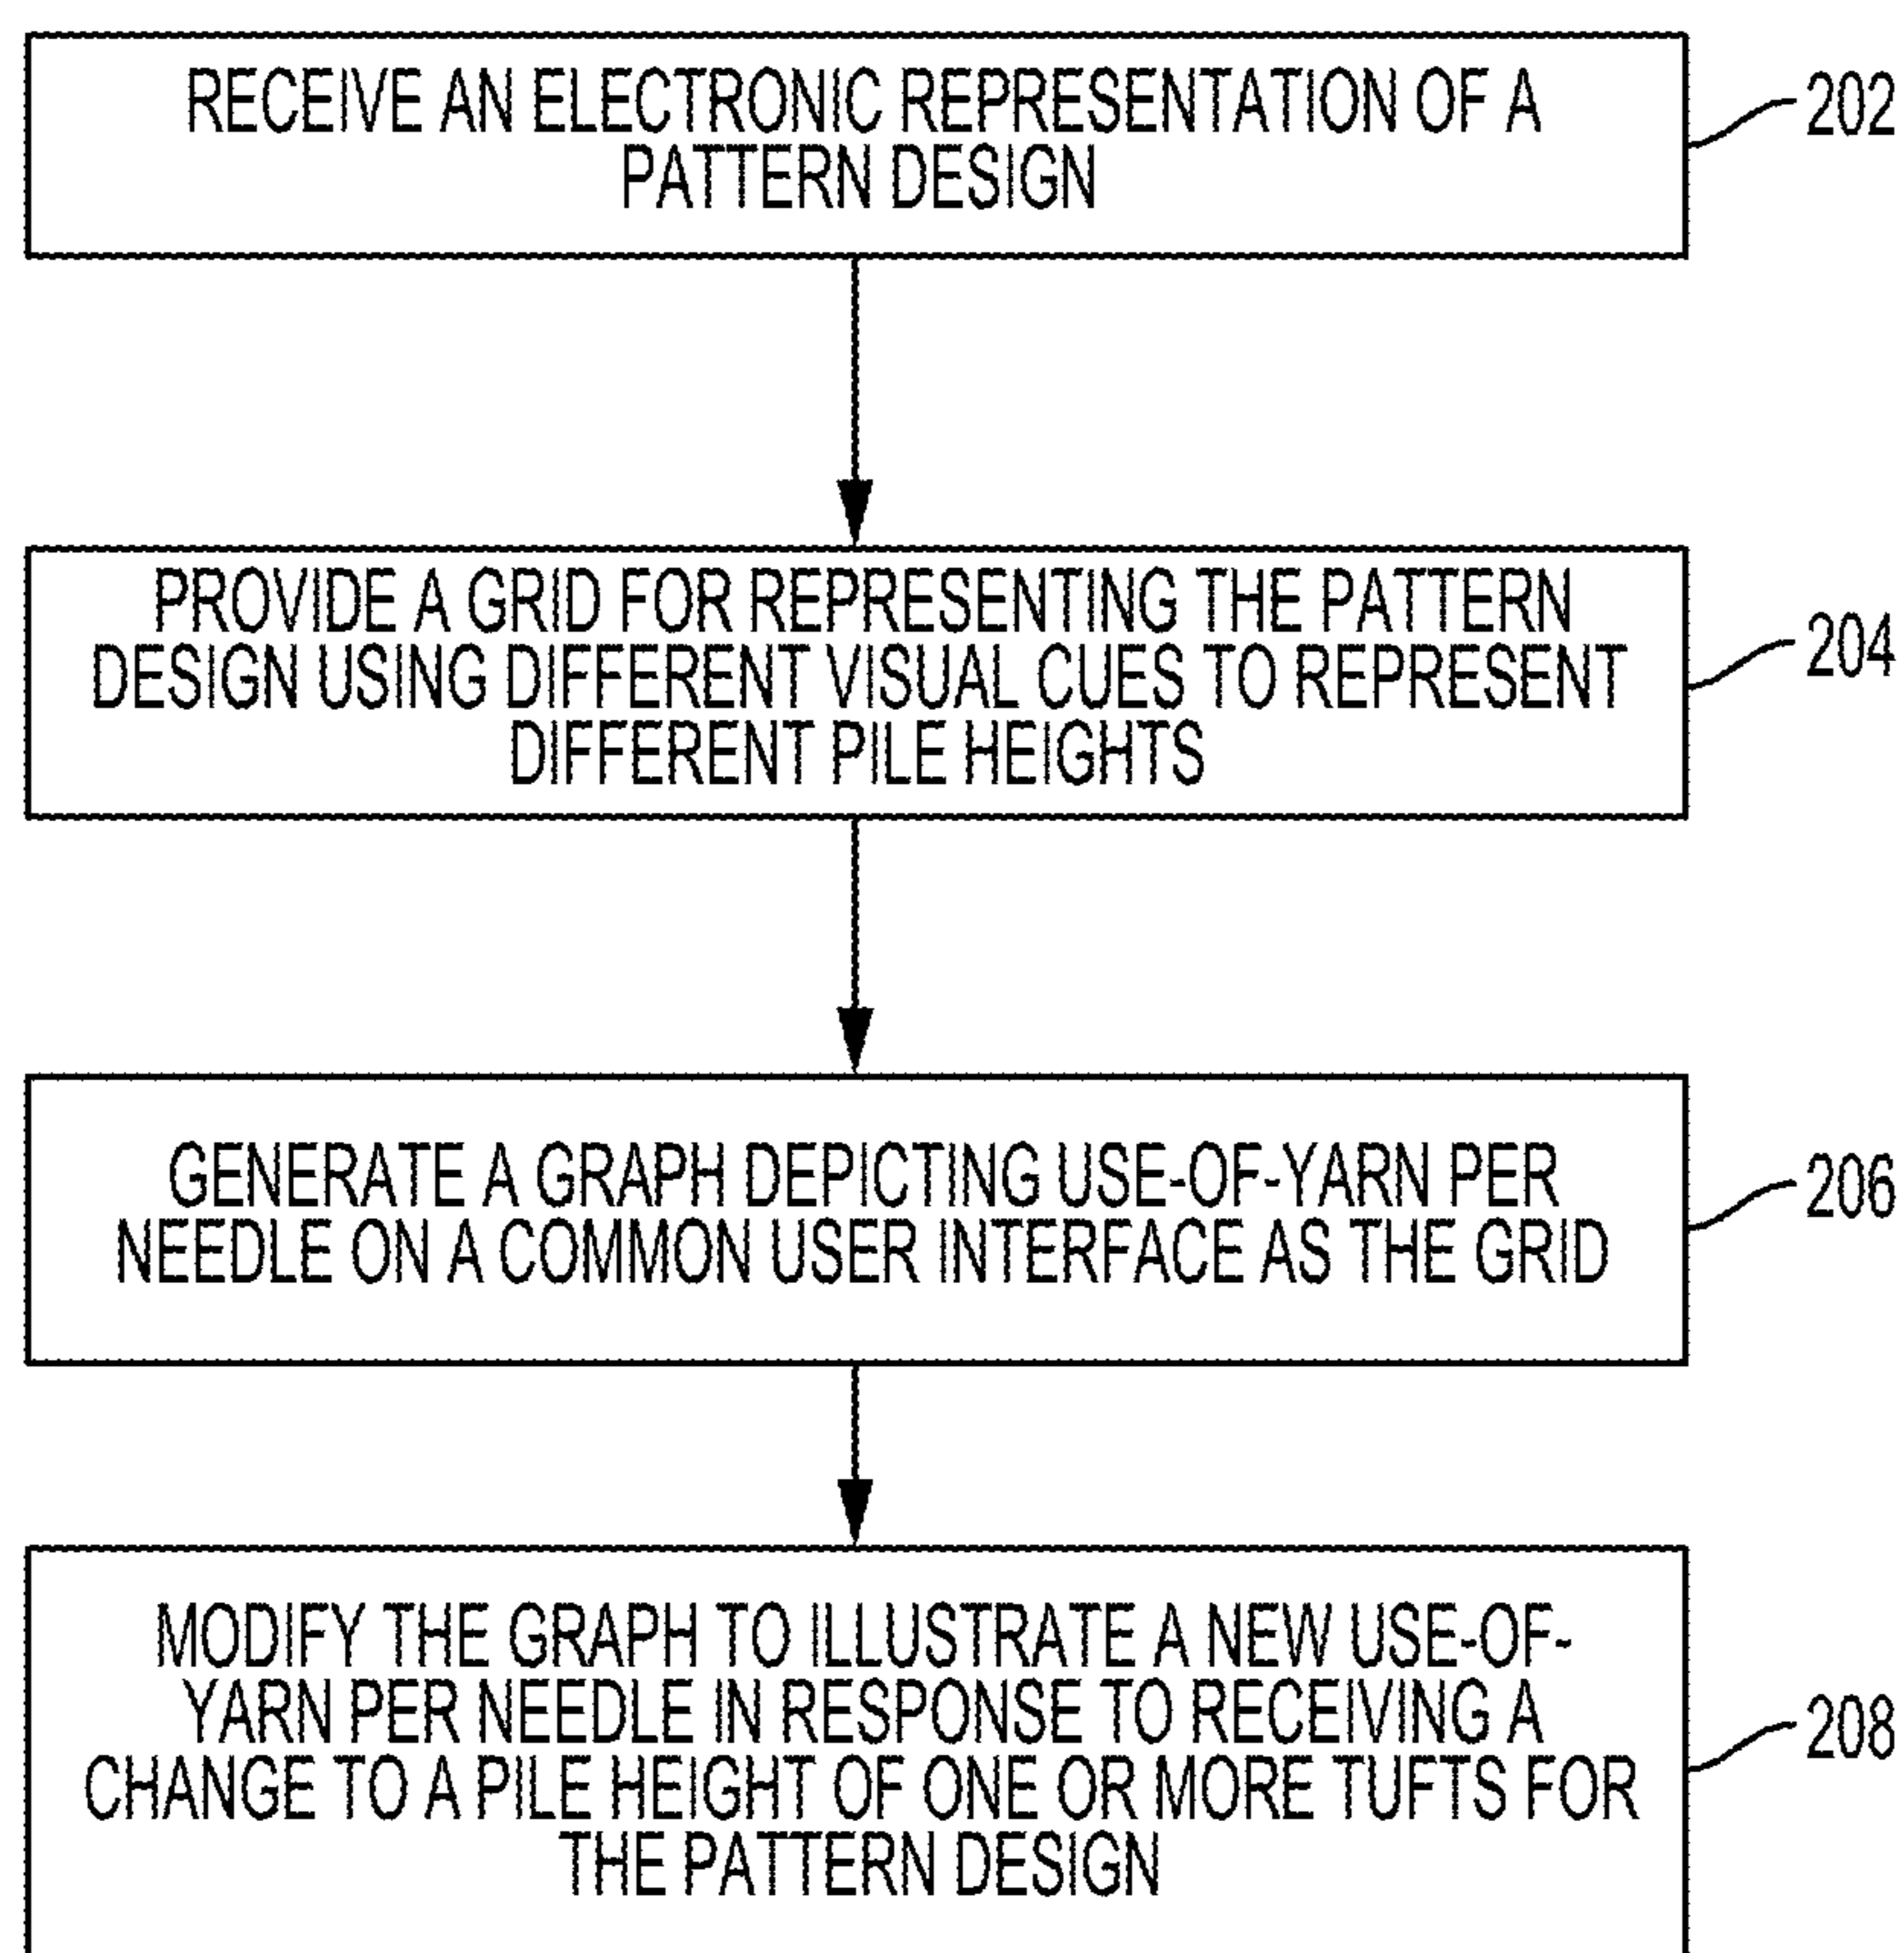 RECEIVE AN ELECTRONIC REPRESENTATION OF A
PATTERN DESIGN
202
PROVIDE A GRID FOR REPRESENTING THE PATTERN
DESIGN USING DIFFERENT VISUAL CUES TO REPRESENT
DIFFERENT PILE HEIGHTS
204
GENERATE A GRAPH DEPICTING USE-OF-YARN PER
NEEDLE ON A COMMON USER INTERFACE AS THE GRID
206
MODIFY THE GRAPH TO ILLUSTRATE A NEW USE-OF-
YARN PER NEEDLE IN RESPONSE TO RECEIVING A
CHANGE TO A PILE HEIGHT OF ONE OR MORE TUFTS FOR
THE PATTERN DESIGN
208